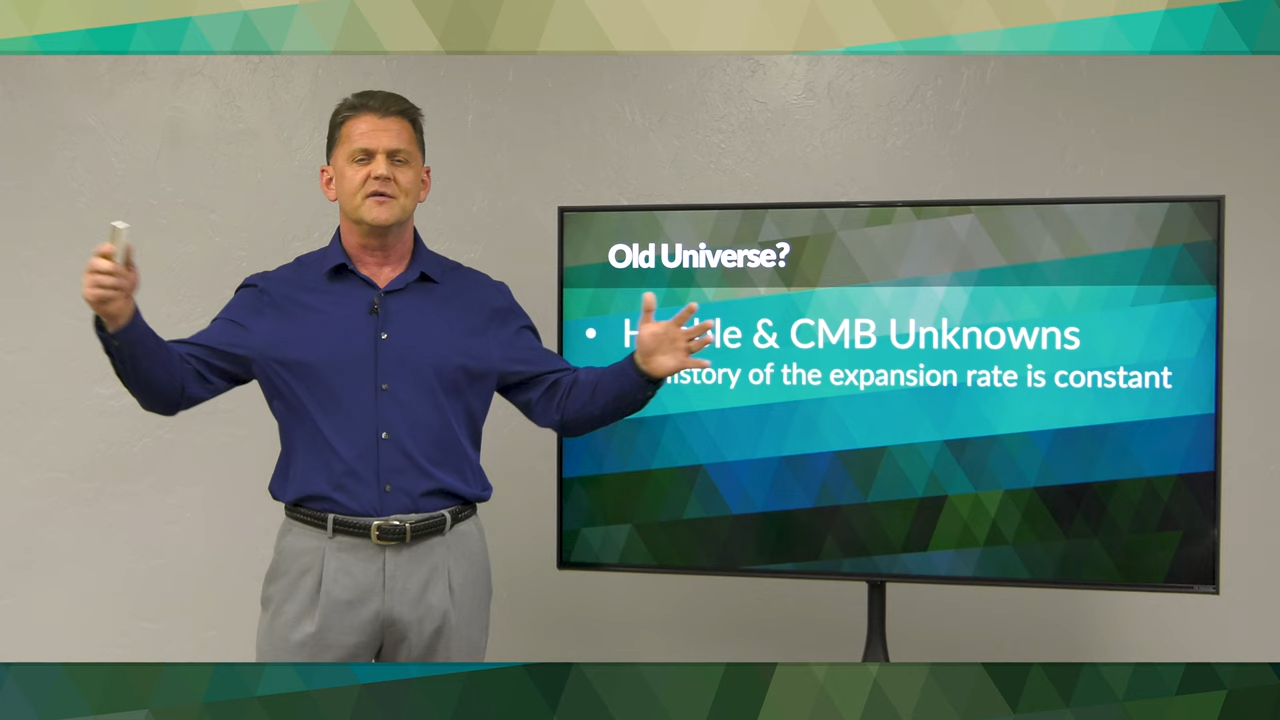 Old Universe?
• & CMB Unknowns
of the expansion rate is constant